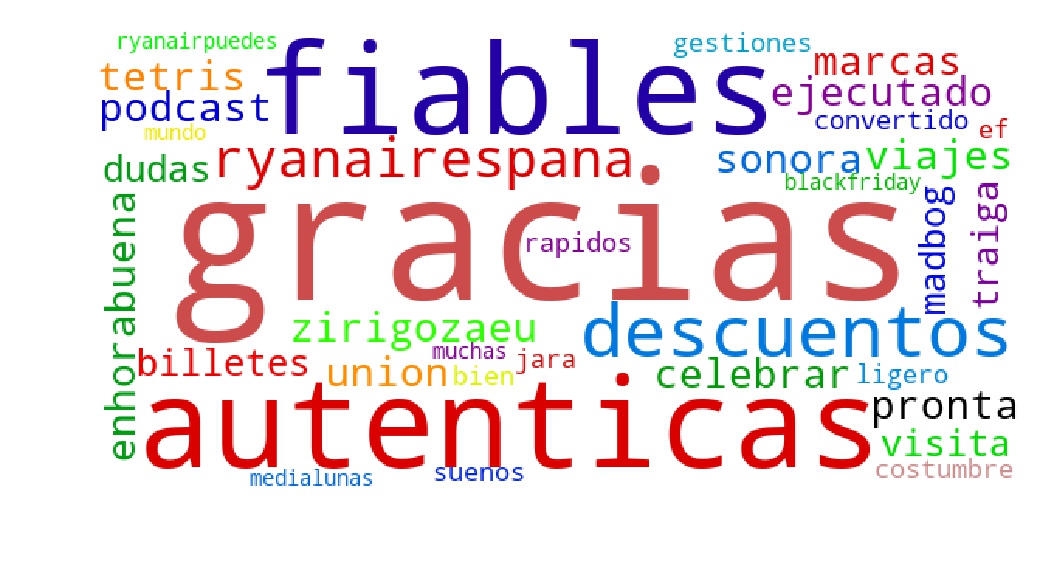 ryanairpuedes
fiables
gestiones
marcas
tetris
ejecutado
podcast
convertido
mundo
ef
dudas
ryanairespana
sonora
viajes
blackfriday
enhorabuena
gracias
rapidos
madbog
traiga
zirigozaeu
descuentos
billetes
muchas
jara
union
bien
celebrar
ligero
autenticas
pronta
visita
medialunas
suenos
costumbre